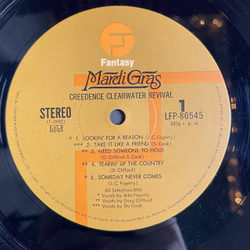 Fantasy
Mardi Gras
CREEDENCE CLEARWATER REVIVAL
STEREO
1
LFP-80545
33⅓ r. p. m.
* 1. LOOKIN' FOR A REASON (J.C. Fogerty)
*** 2. TAKE IT LIKE A FRIEND (S. Cook)
** 3. NEED SOMEONE TO HOLD
(D. Clifford-S. Cook)
** 4. TEARIN' UP THE COUNTRY
(D. Clifford)
* 5. SOMEDAY NEVER COMES
(J.C. Fogerty)
All Selections-BMI
* Vocals by John Fogerty
** Vocals by Doug Clifford
*** Vocals by Stu Cook